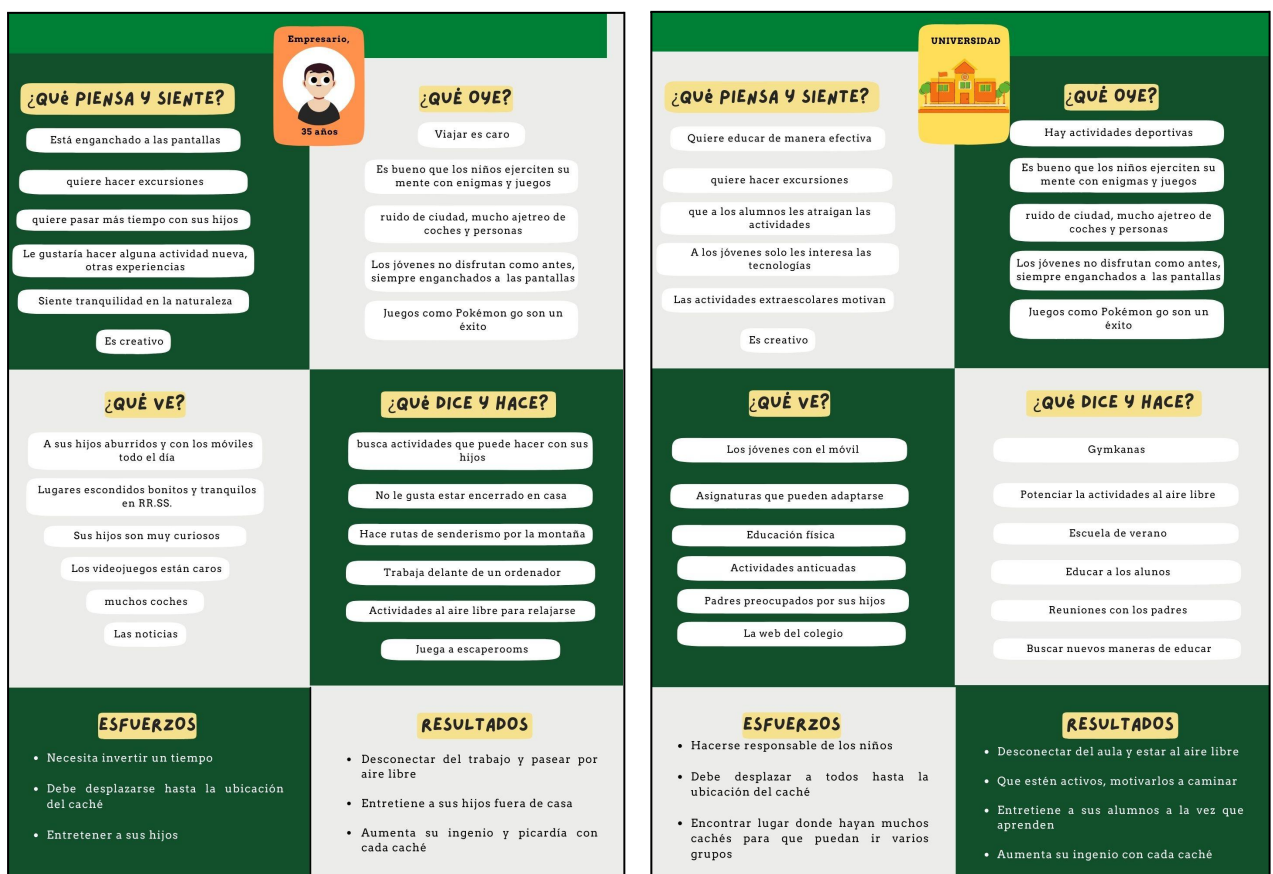 Empresario,
35 años
¿QUÉ PIENSA Y SIENTE?
Está enganchado a las pantallas
quiere hacer excursiones
quiere pasar más tiempo con sus hijos
Le gustaría hacer alguna actividad nueva,
otras experiencias
Siente tranquilidad en la naturaleza
Es creativo
¿QUÉ OYE?
Viajar es caro
Es bueno que los niños ejerciten su
mente con enigmas y juegos
ruido de ciudad, mucho ajetreo de
coches y personas
Los jóvenes no disfrutan como antes,
siempre enganchados a las pantallas
Juegos como Pokémon go son un
éxito
¿QUÉ VE?
A sus hijos aburridos y con los móviles
todo el día
Lugares escondidos bonitos y tranquilos
en RR.SS.
Sus hijos son muy curiosos
Los videojuegos están caros
muchos coches
Las noticias
¿QUÉ DICE Y HACE?
busca actividades que puede hacer con sus
hijos
No le gusta estar encerrado en casa
Hace rutas de senderismo por la montaña
Trabaja delante de un ordenador
Actividades al aire libre para relajarse
Juega a escaperooms
ESFUERZOS
• Necesita invertir un tiempo
• Debe desplazarse hasta la ubicación
del caché
• Entretener a sus hijos
RESULTADOS
• Desconectar del trabajo y pasear por
aire libre
• Entretiene a sus hijos fuera de casa
• Aumenta su ingenio y picardía con
cada caché
UNIVERSIDAD
¿QUÉ PIENSA Y SIENTE?
Quiere educar de manera efectiva
quiere hacer excursiones
que a los alumnos les atraigan las
actividades
A los jóvenes solo les interesa las
tecnologías
Las actividades extraescolares motivan
Es creativo
¿QUÉ OYE?
Hay actividades deportivas
Es bueno que los niños ejerciten su
mente con enigmas y juegos
ruido de ciudad, mucho ajetreo de
coches y personas
Los jóvenes no disfrutan como antes,
siempre enganchados a las pantallas
Juegos como Pokémon go son un
éxito
¿QUÉ VE?
Los jóvenes con el móvil
Asignaturas que pueden adaptarse
Educación física
Actividades anticuadas
Padres preocupados por sus hijos
La web del colegio
¿QUÉ DICE Y HACE?
Gymkanas
Potenciar la actividades al aire libre
Escuela de verano
Educar a los alunos
Reuniones con los padres
Buscar nuevos maneras de educar
ESFUERZOS
• Hacerse responsable de los niños
• Debe desplazar a todos hasta la
ubicación del caché
• Encontrar lugar donde hayan muchos
cachés para que puedan ir varios
grupos
RESULTADOS
• Desconectar del aula y estar al aire libre
• Que estén activos, motivarlos a caminar
• Entretiene a sus alumnos a la vez que
aprenden
• Aumenta su ingenio con cada caché